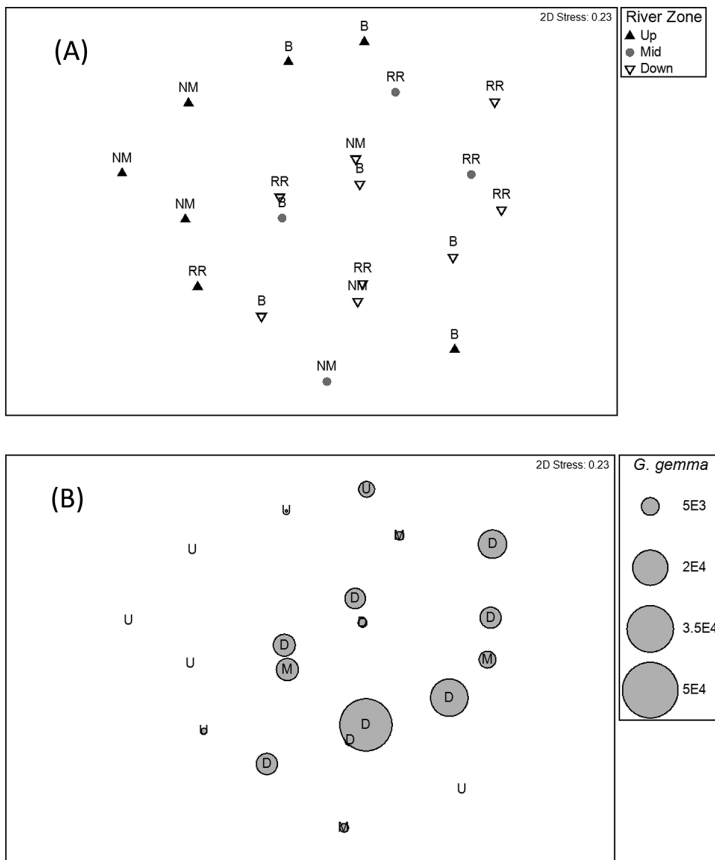 (A)
2D Stress: 0.23
River Zone
Up
Mid
Down
B
B
RR
NM
RR
NM
NM
RR
B
RR
NM
B
RR
RR
B
RR
NM
B
B
NM
(B)
2D Stress: 0.23
G. gemma
5E3
2E4
3.5E4
5E4
U
U
M
D
U
D
U
D
D
D
U
M
M
D
U
D
D
D
U
M